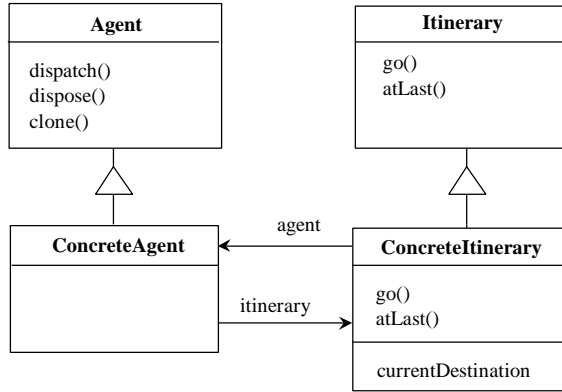 Agent
dispatch()
dispose()
clone()
Itinerary
go()
atLast()
agent
ConcreteAgent
itinerary
ConcreteItinerary
go()
atLast()
currentDestination